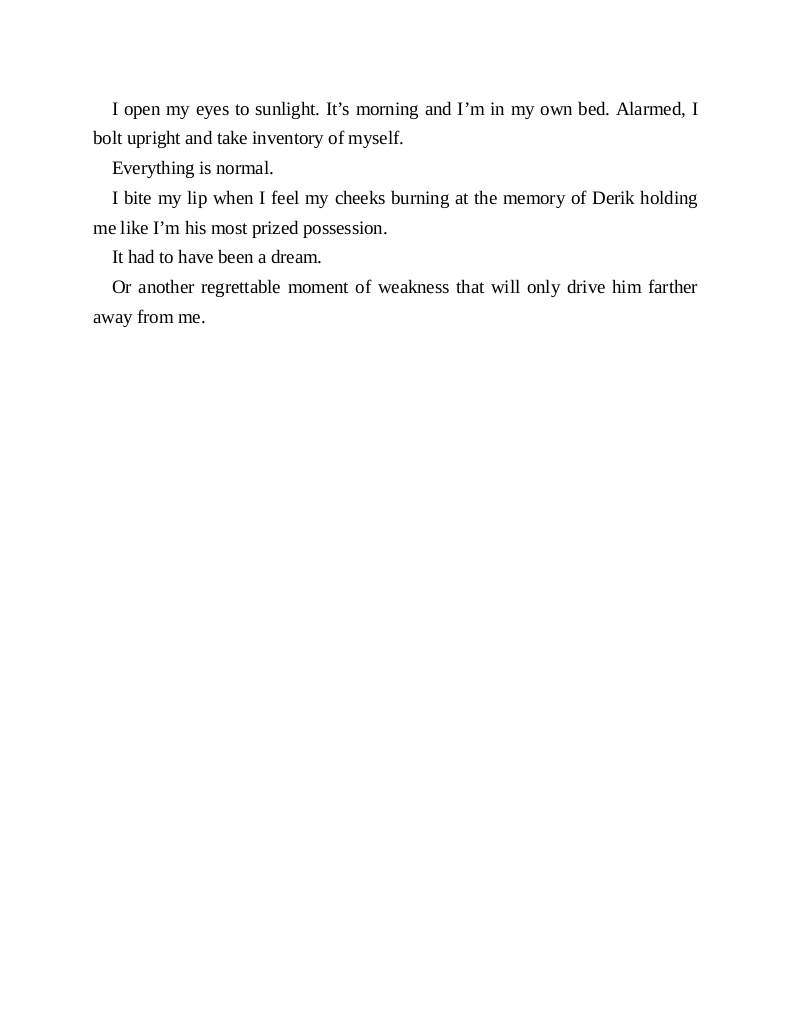 I open my eyes to sunlight. It’s morning and I’m in my own bed. Alarmed, I
bolt upright and take inventory of myself.
Everything is normal.
I bite my lip when I feel my cheeks burning at the memory of Derik holding
me like I’m his most prized possession.
It had to have been a dream.
Or another regrettable moment of weakness that will only drive him farther
away from me.